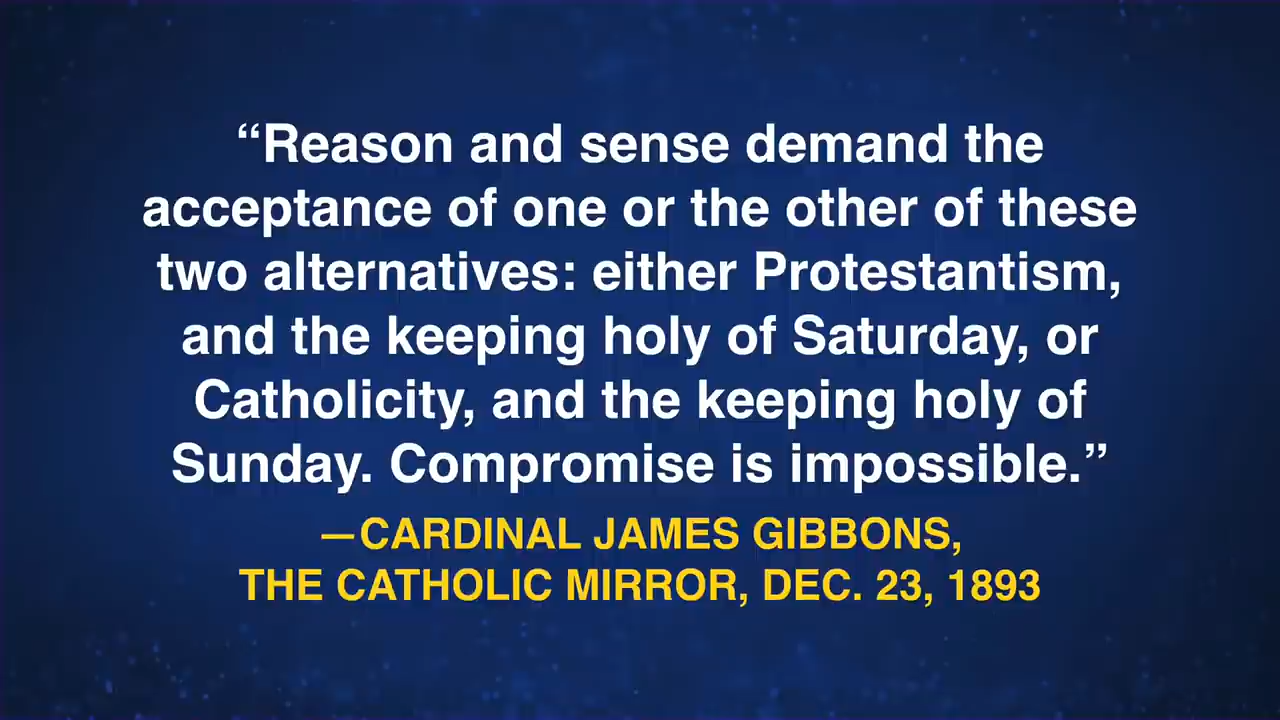 “Reason and sense demand the
acceptance of one or the other of these
two alternatives: either Protestantism,
and the keeping holy of Saturday, or
Catholicity, and the keeping holy of
Sunday. Compromise is impossible.”
—CARDINAL JAMES GIBBONS,
THE CATHOLIC MIRROR, DEC. 23, 1893